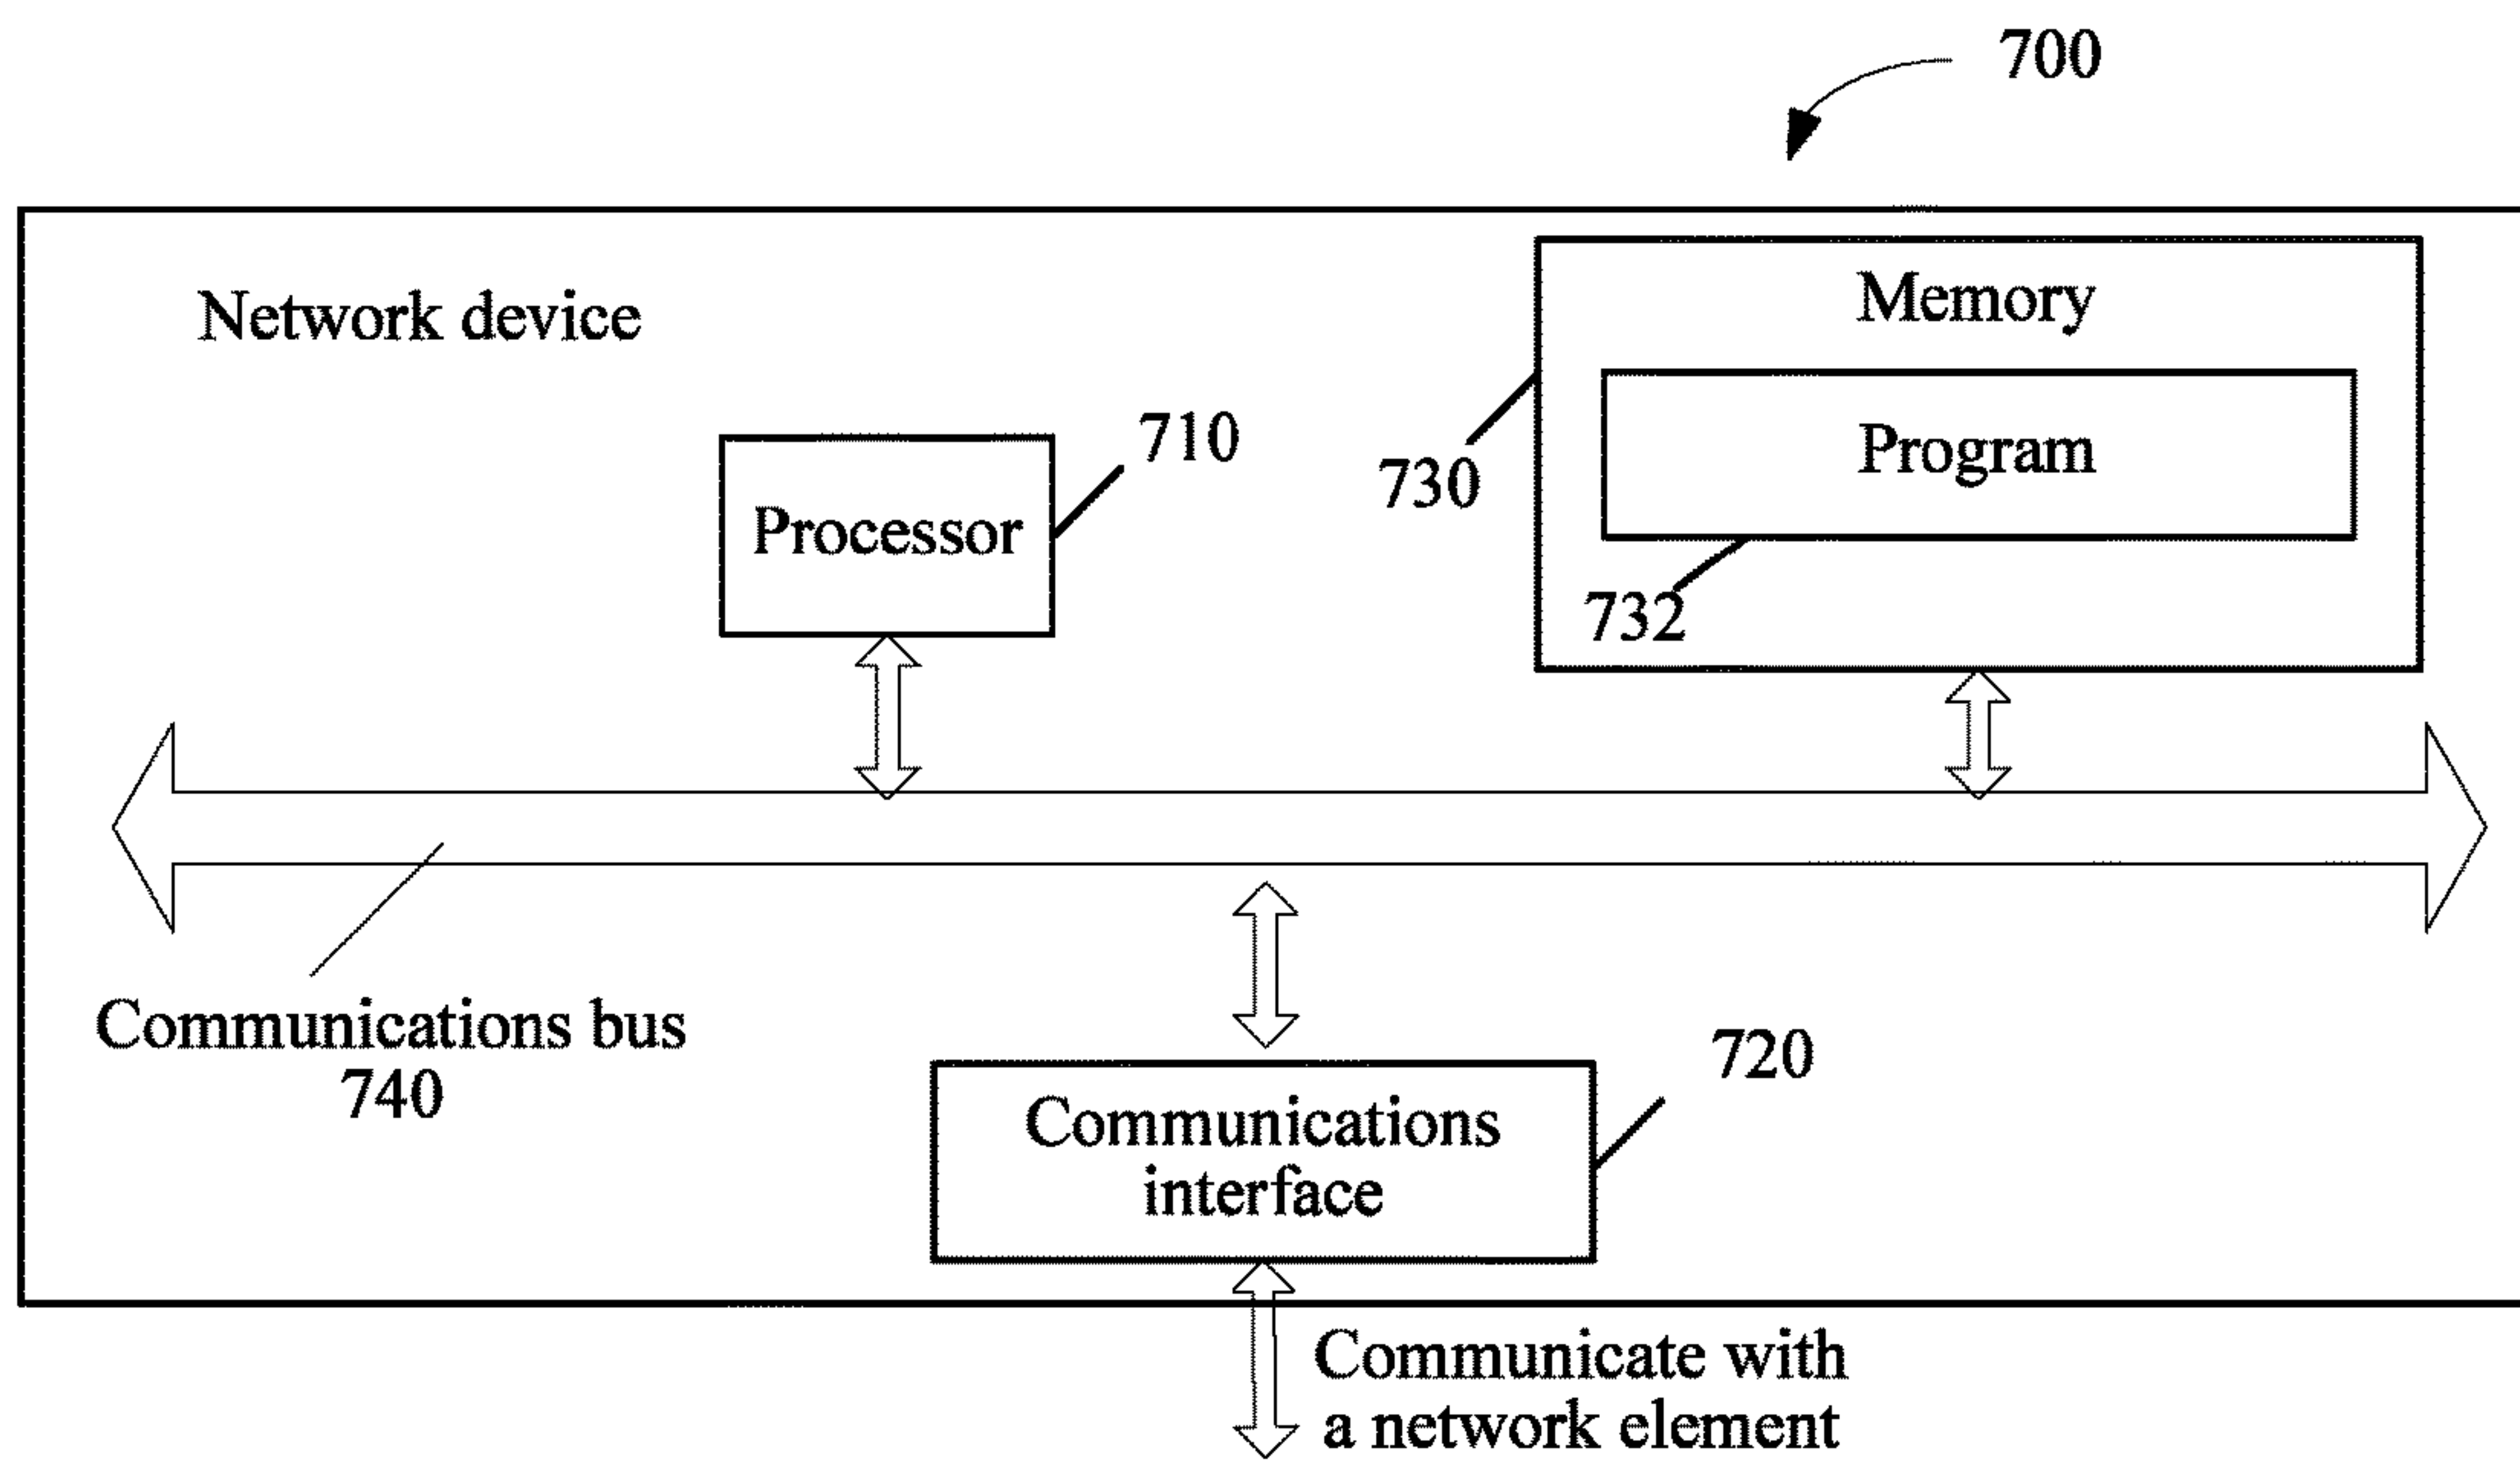 700
Network device
Memory
Program
710
730
Processor
732
Communications bus
740
720
Communications
interface
Communicate with
a network element